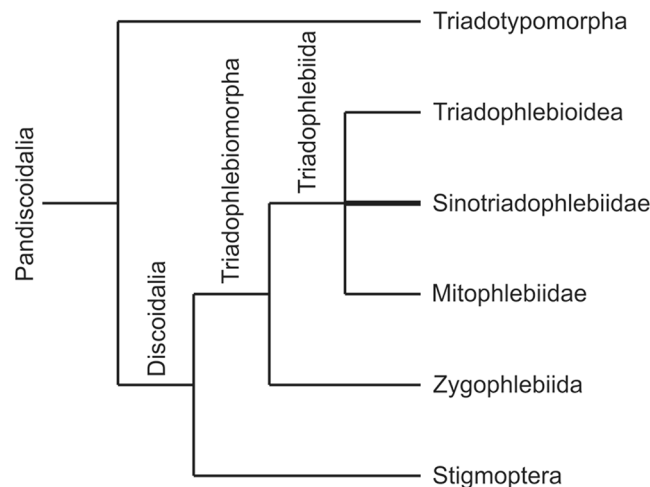 Triadotypomorpha
Triadophlebiida
Triadophlebiomorpha
Triadophlebioidea
Pandiscoidalia
Sinotriadophlebiidae
Discoidalia
Mitophlebiidae
Zygophlebiida
Stigmoptera